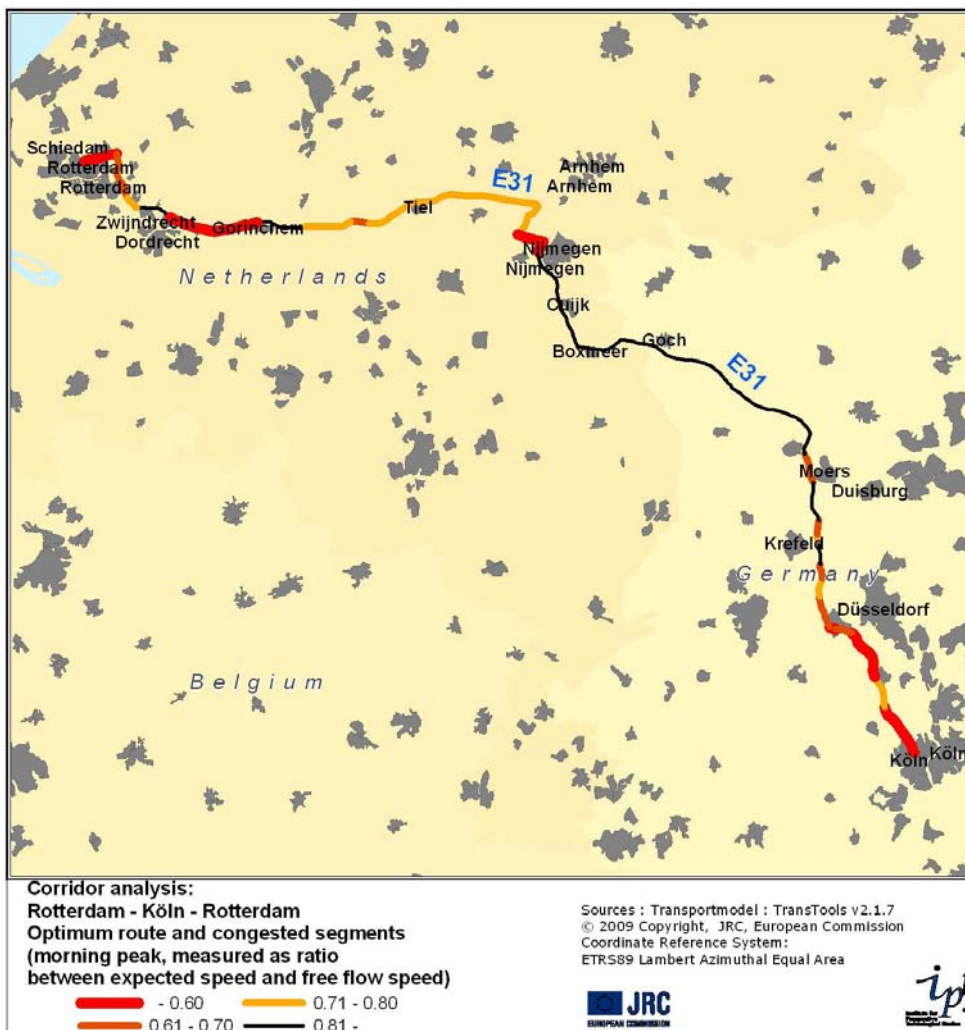 Schiedam
Rotterdam
Rotterdam
Zwijndrecht
Dordrecht
Gorinchem
Tiel
E31
Arnhem
Arnhem
Nijmegen
Nijmegen
Netherlands
Cuijk
Boxmeer
Goch
E31
Moers
Duisburg
Krefeld
Germany
Düsseldorf
Belgium
Köln
Köln
Corridor analysis:
Rotterdam - Köln - Rotterdam
Optimum route and congested segments
(morning peak, measured as ratio
between expected speed and free flow speed)
- 0.60
0.71 - 0.80
0.61 - 0.70
0.81 -
Sources : Transportmodel : TransTools v2.1.7
© 2009 Copyright, JRC, European Commission
Coordinate Reference System:
ETRS89 Lambert Azimuthal Equal Area
JRC
EUROPEAN COMMISSION